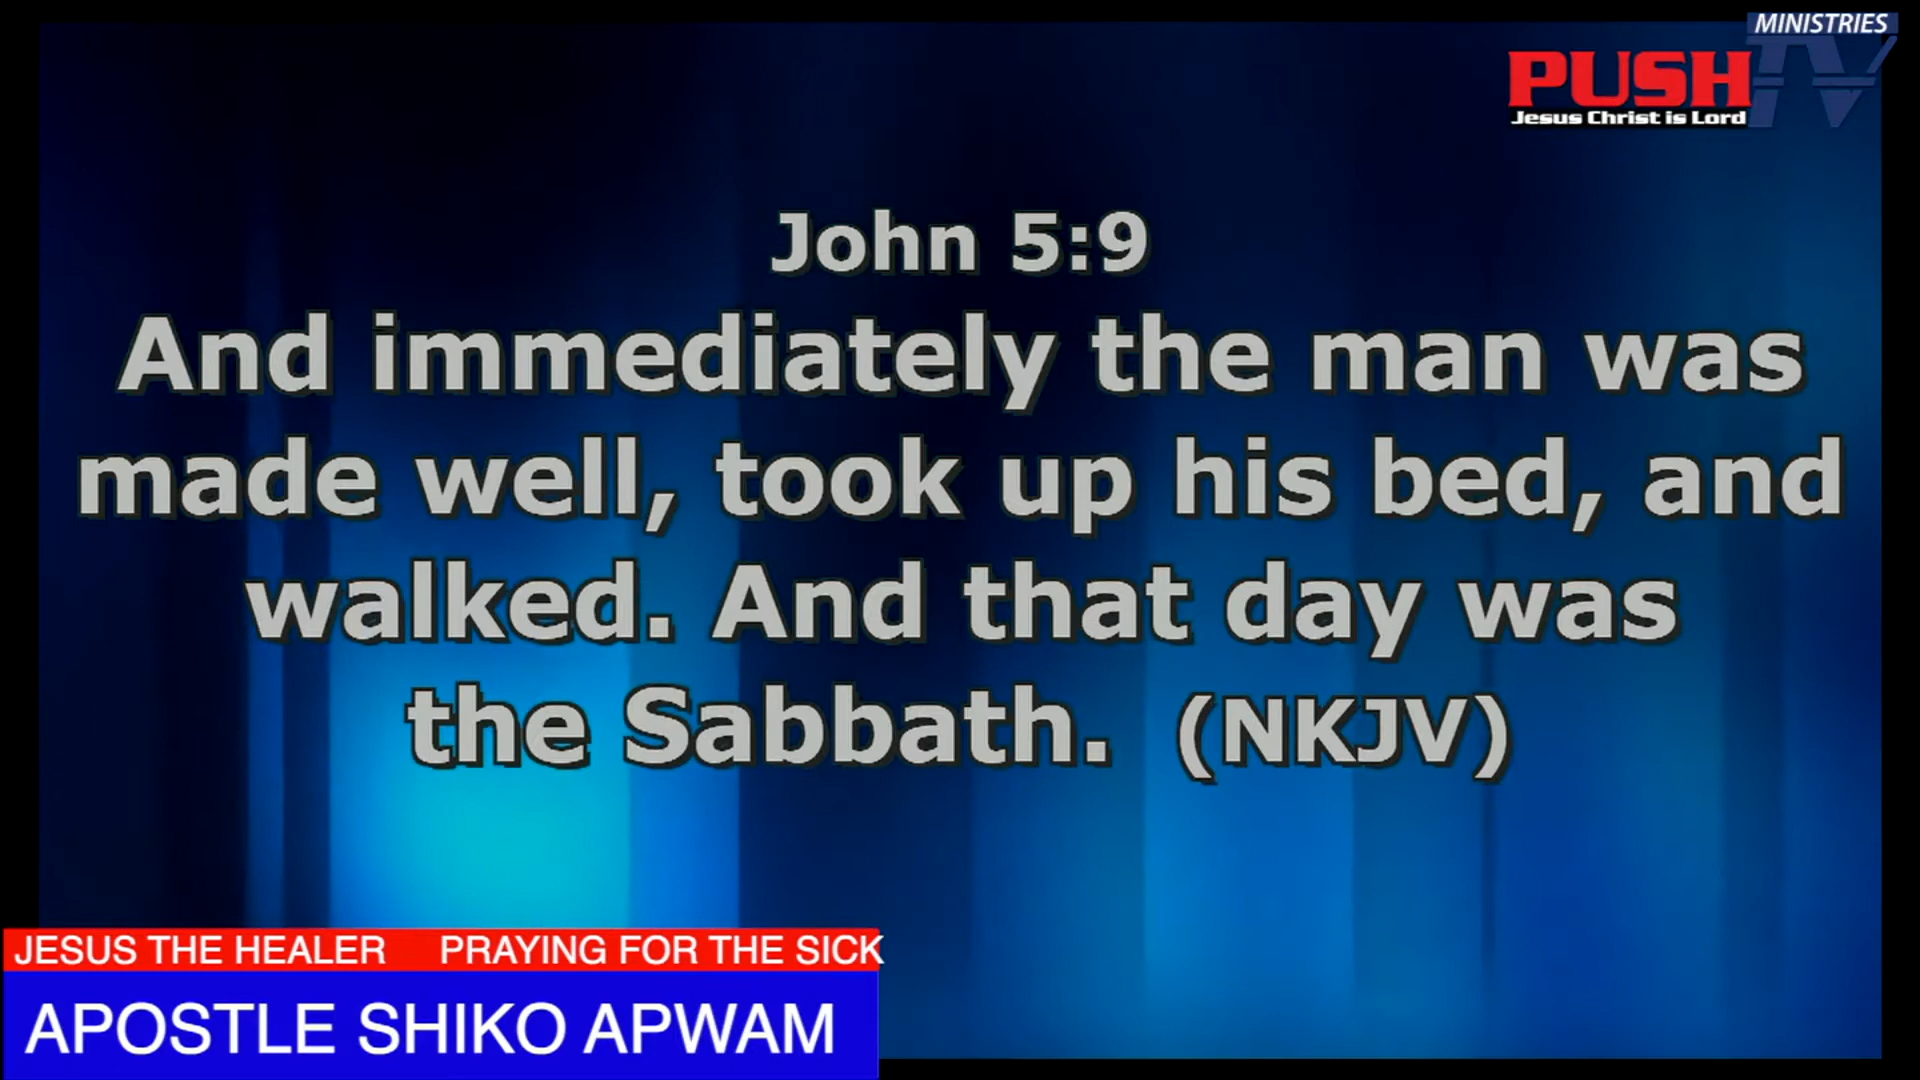 MINISTRIES
PUSH TV
Jesus Christ is Lord
John 5:9
And immediately the man was
made well, took up his bed, and
walked. And that day was
the Sabbath. (NKJV)
JESUS THE HEALER PRAYING FOR THE SICK
APOSTLE SHIKO APWAM